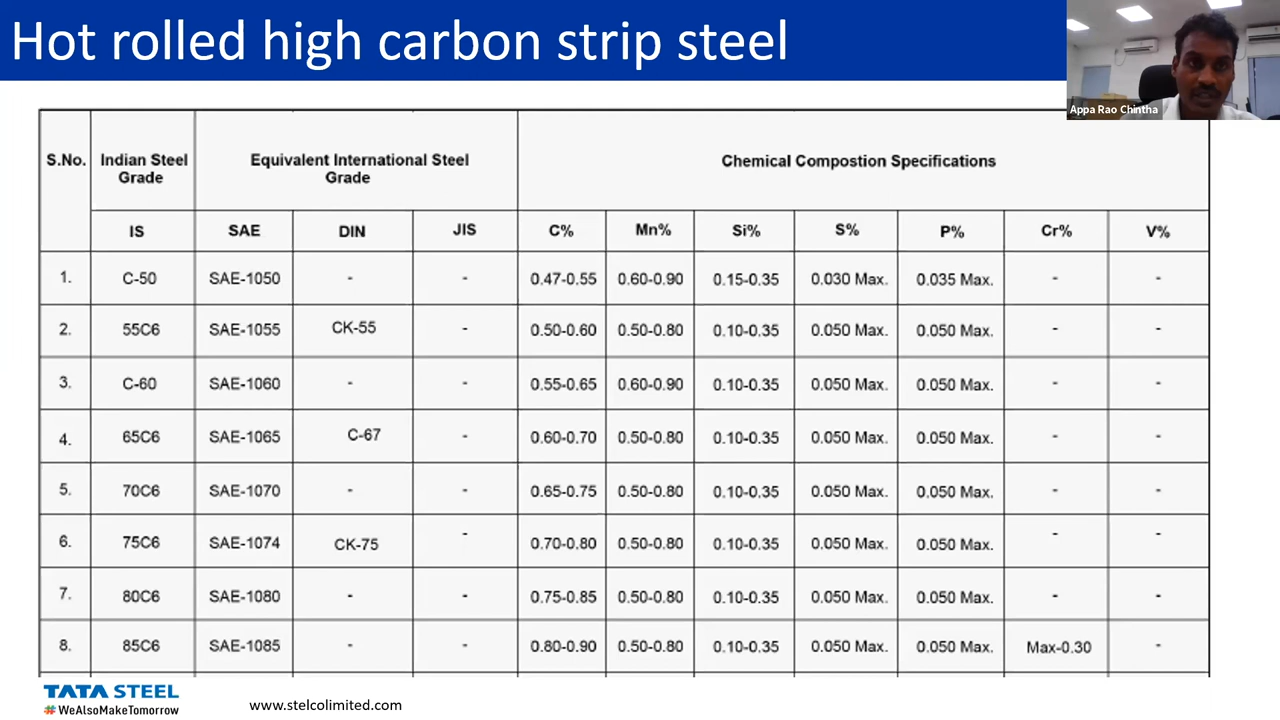 Hot rolled high carbon strip steel
Appa Rao Chintha
S.No. Indian Steel Grade Equivalent International Steel Grade Chemical Compostion Specifications
IS SAE DIN JIS C% Mn% Si% S% P% Cr% V%
1. C-50 SAE-1050 - - 0.47-0.55 0.60-0.90 0.15-0.35 0.030 Max. 0.035 Max. - -
2. 55C6 SAE-1055 CK-55 - 0.50-0.60 0.50-0.80 0.10-0.35 0.050 Max. 0.050 Max. - -
3. C-60 SAE-1060 - - 0.55-0.65 0.60-0.90 0.10-0.35 0.050 Max. 0.050 Max. - -
4. 65C6 SAE-1065 C-67 - 0.60-0.70 0.50-0.80 0.10-0.35 0.050 Max. 0.050 Max. - -
5. 70C6 SAE-1070 - - 0.65-0.75 0.50-0.80 0.10-0.35 0.050 Max. 0.050 Max. - -
6. 75C6 SAE-1074 CK-75 - 0.70-0.80 0.50-0.80 0.10-0.35 0.050 Max. 0.050 Max. - -
7. 80C6 SAE-1080 - - 0.75-0.85 0.50-0.80 0.10-0.35 0.050 Max. 0.050 Max. - -
8. 85C6 SAE-1085 - - 0.80-0.90 0.50-0.80 0.10-0.35 0.050 Max. 0.050 Max. Max-0.30 -
TATA STEEL
#WeAlsoMakeTomorrow
www.stelcolimited.com